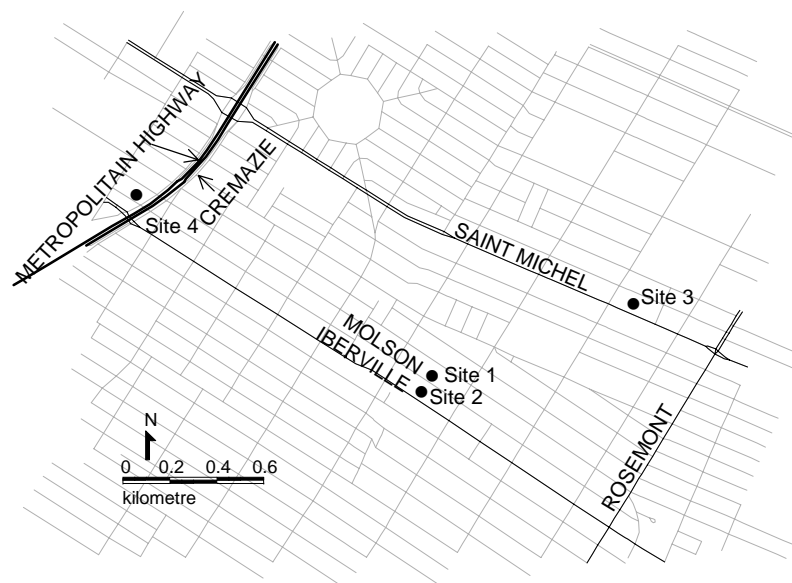 METROPOLITAIN HIGHWAY
CREMAZIE
Site 4
SAINT MICHEL
Site 3
MOLSON
IBERVILLE
Site 1
Site 2
ROSEMONT
N
0 0.2 0.4 0.6
kilometre